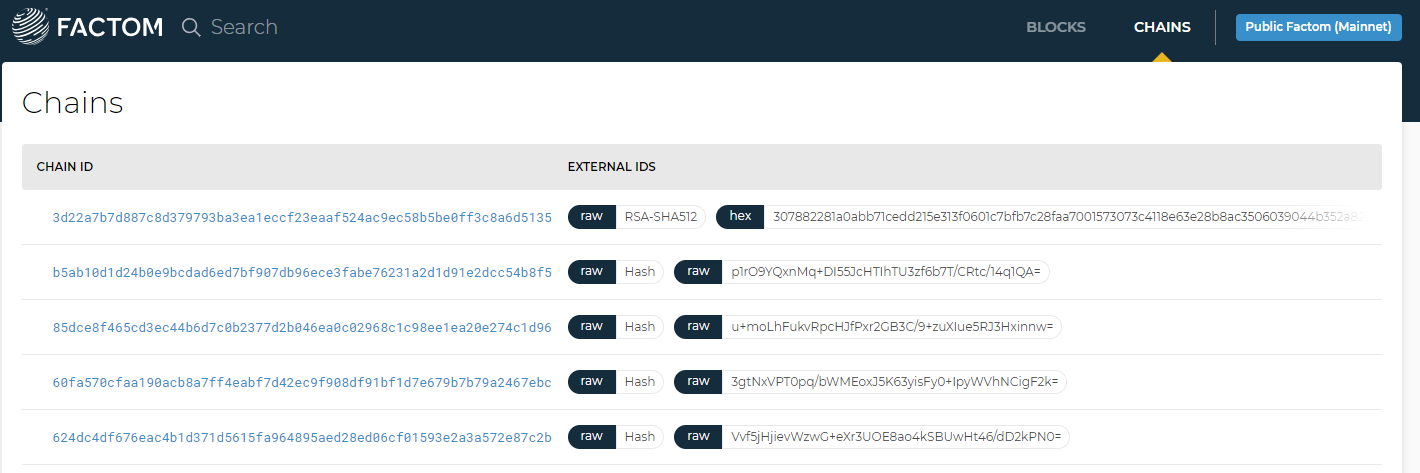 FACTOM Search BLOCKS CHAINS Public Factom (Mainnet)
Chains
CHAIN ID EXTERNAL IDS
3d22a7b7d887c8d379793ba3ea1eccf23eaaf524ac9ec58b5be0ff3c8a6d5135 raw RSA-SHA512 hex 307882281a0abb71cedd215e313f0601c7bfb7c28faa7001573073c4118e63e28b8ac3506039044b352a8
b5ab10d1d24b0e9bcdad6ed7bf907db96ece3fabe76231a2d1d91e2dcc54b8f5 raw Hash raw p1rO9YQxnMq+DI55JcHTIhTU3zf6b7T/CRtc/14q1QA=
85dce8f465cd3ec44b6d7c0b2377d2b046ea0c02968c1c98ee1ea20e274c1d96 raw Hash raw u+moLhFukvRpcHJfPxr2GB3C/9+zuXIue5RJ3Hxinnw=
60fa570cfaa190acb8a7ff4eabf7d42ec9f908df91bf1d7e679b7b79a2467ebc raw Hash raw 3gtNxVPT0pq/bWMEoxJ5K63yisFy0+IpyWVhNCigF2k=
624dc4df676eac4b1d371d5615fa964895aed28ed06cf01593e2a3a572e87c2b raw Hash raw Vvf5jHjievWzwG+eXr3UOE8ao4kSBUwHt46/dD2kPN0=